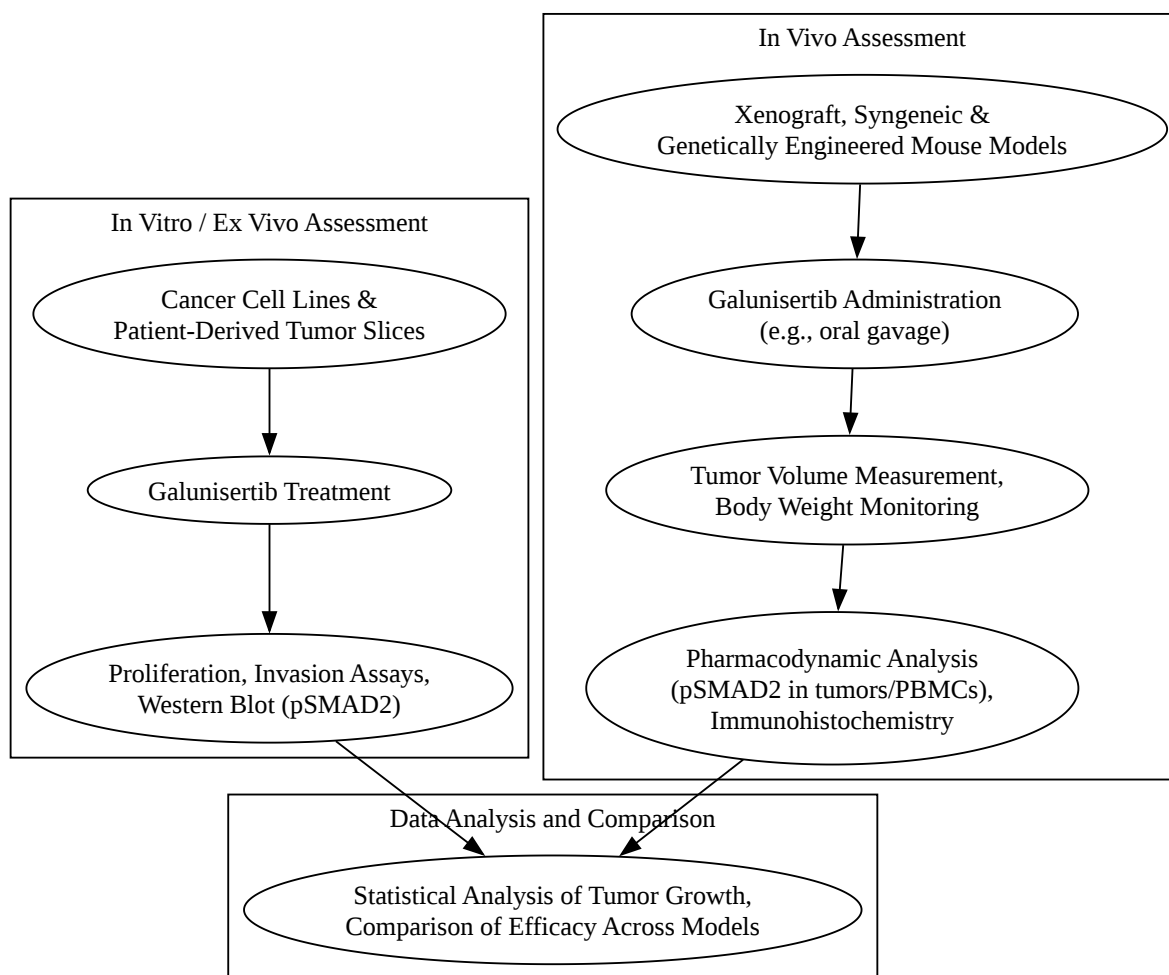 In Vitro / Ex Vivo Assessment
Cancer Cell Lines &
Patient-Derived Tumor Slices
Galunisertib Treatment
Proliferation, Invasion Assays,
Western Blot (pSMAD2)
In Vivo Assessment
Xenograft, Syngeneic &
Genetically Engineered Mouse Models
Galunisertib Administration
(e.g., oral gavage)
Tumor Volume Measurement,
Body Weight Monitoring
Pharmacodynamic Analysis
(pSMAD2 in tumors/PBMCs),
Immunohistochemistry
Data Analysis and Comparison
Statistical Analysis of Tumor Growth,
Comparison of Efficacy Across Models